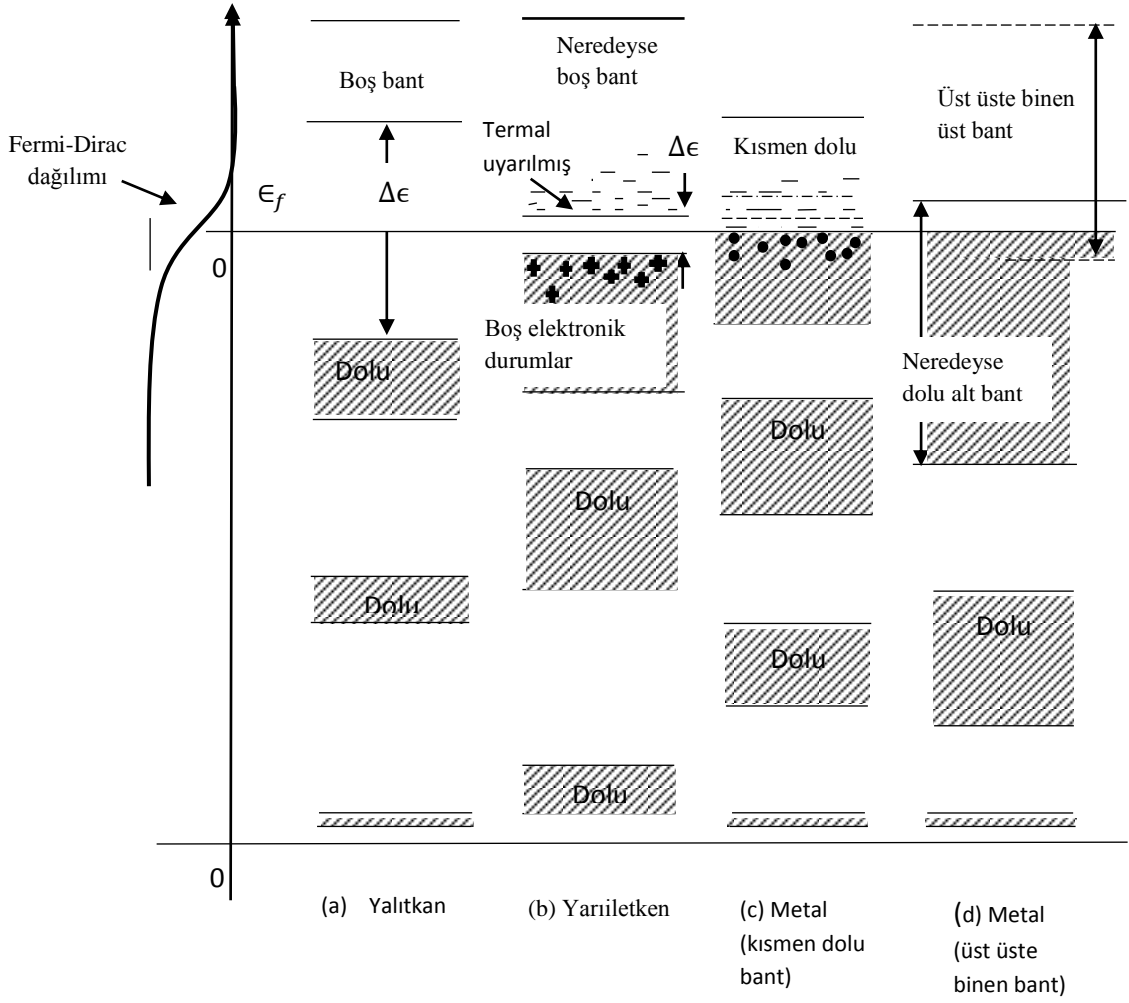 Fermi-Dirac
dağılımı
ϵf
0
0
Boş bant
Δϵ
Dolu
Dolu
(a) Yalıtkan
Neredeyse
boş bant
Termal
uyarılmış
Δϵ
Boş elektronik
durumlar
Dolu
Dolu
(b) Yarıiletken
Kısmen dolu
Dolu
Dolu
(c) Metal
(kısmen dolu
bant)
Üst üste binen
üst bant
Neredeyse
dolu alt bant
Dolu
(d) Metal
(üst üste
binen bant)